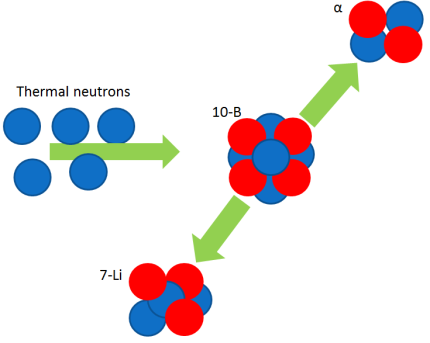 α
Thermal neutrons
10-B
7-Li